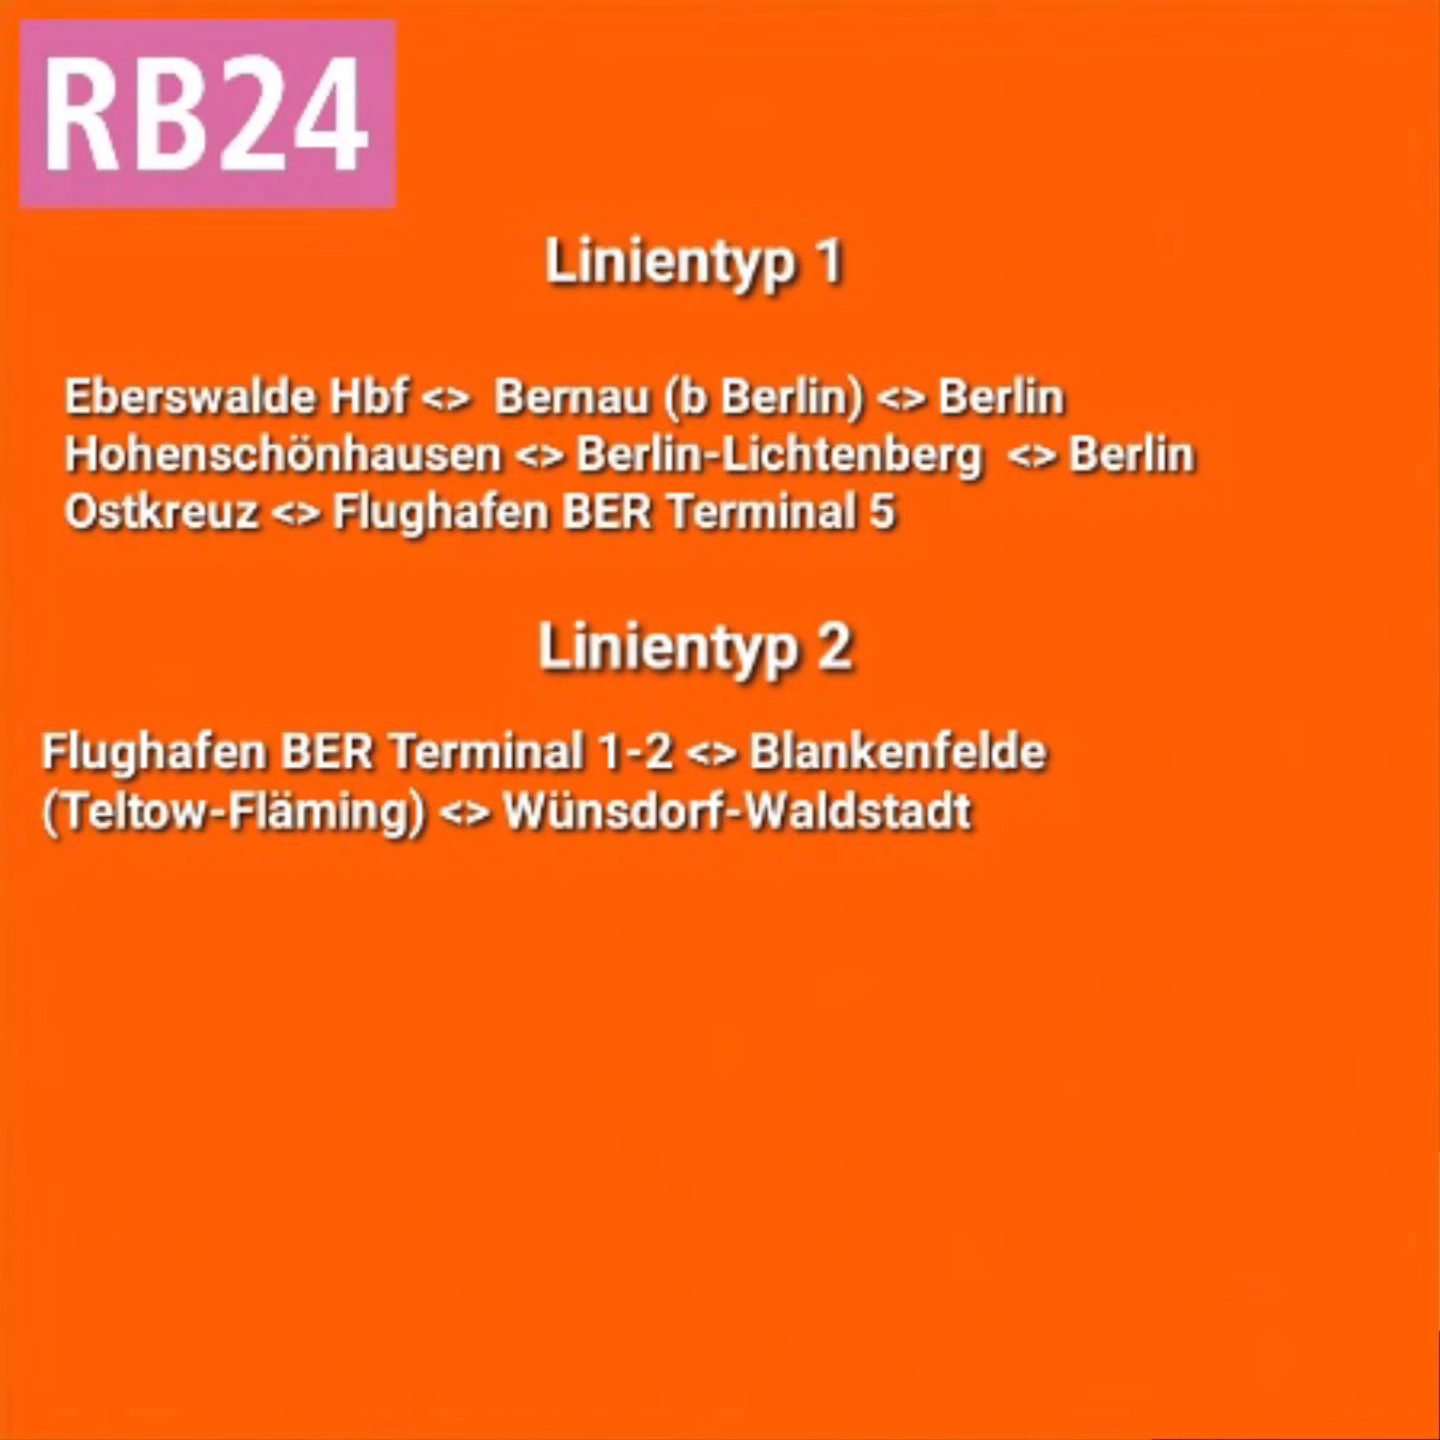 RB24
Linientyp 1
Eberswalde Hbf <> Bernau (b Berlin) <> Berlin
Hohenschönhausen <> Berlin-Lichtenberg <> Berlin
Ostkreuz <> Flughafen BER Terminal 5
Linientyp 2
Flughafen BER Terminal 1-2 <> Blankenfelde
(Teltow-Fläming) <> Wünsdorf-Waldstadt